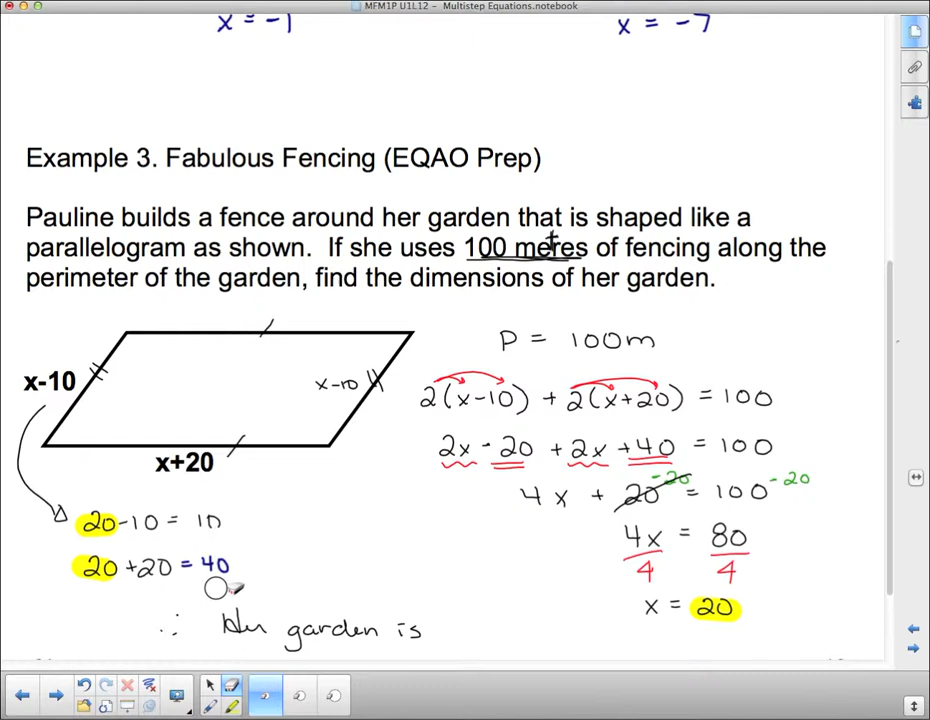 MFM1P U1L12 - Multistep Equations.notebook
x = -1
x = -7
Example 3. Fabulous Fencing (EQAO Prep)
Pauline builds a fence around her garden that is shaped like a
parallelogram as shown. If she uses 100 metres of fencing along the
perimeter of the garden, find the dimensions of her garden.
x-10
x-10
x+20
20-10 = 10
20+20 = 40
∴ Her garden is
P = 100m
2(x-10) + 2(x+20) = 100
2x - 20 + 2x + 40 = 100
4x + 20 -20 = 100 -20
4x = 80
4 4
x = 20